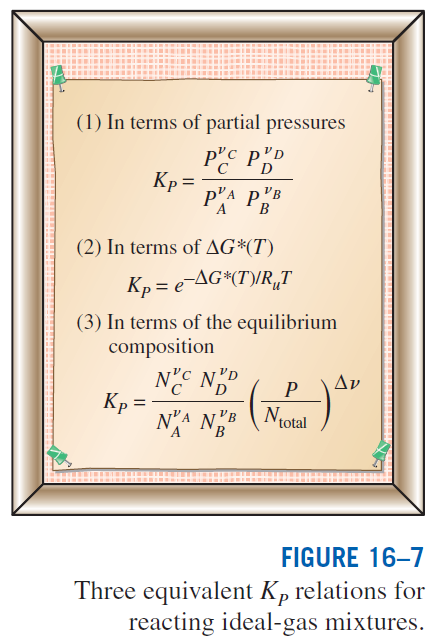 (1) In terms of partial pressures
K_P = (P_C^{ν_C} P_D^{ν_D}) / (P_A^{ν_A} P_B^{ν_B})
(2) In terms of ΔG*(T)
K_P = e^{−ΔG*(T)/R_uT}
(3) In terms of the equilibrium
composition
K_P = (N_C^{ν_C} N_D^{ν_D}) / (N_A^{ν_A} N_B^{ν_B}) (P / N_total)^{Δν}
FIGURE 16–7
Three equivalent K_P relations for
reacting ideal-gas mixtures.